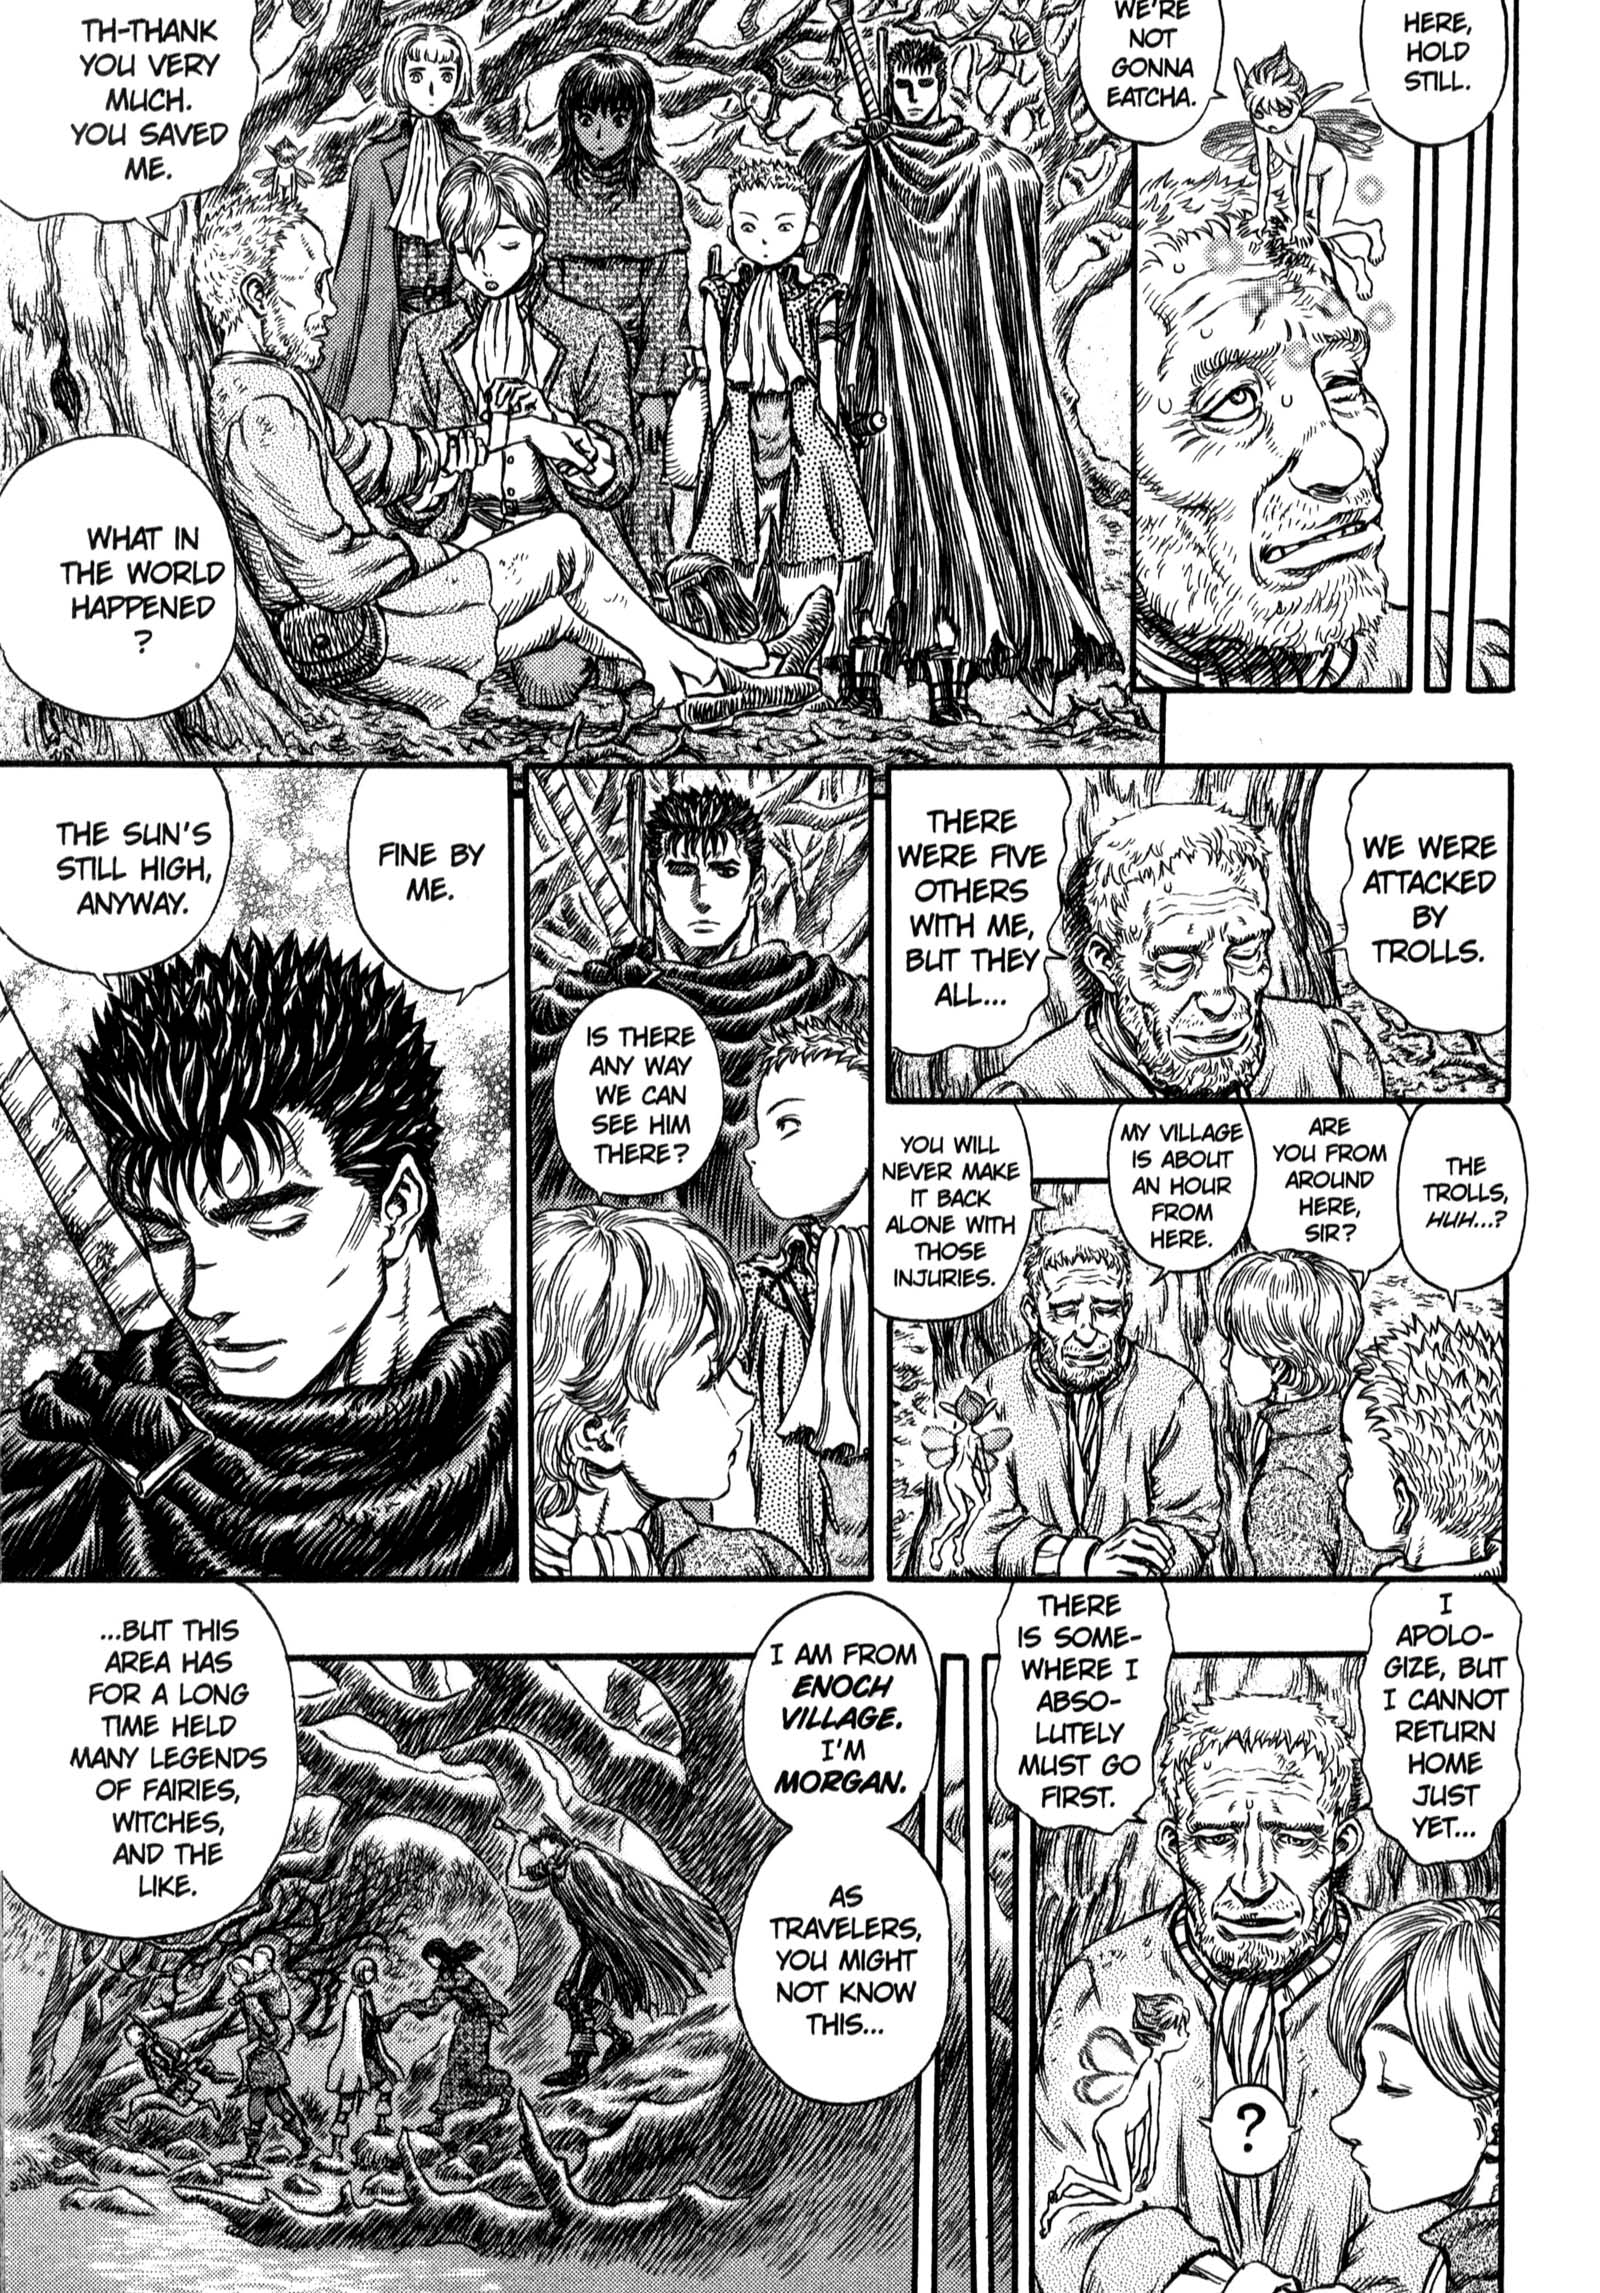 HERE,
HOLD
STILL.
WE'RE
NOT
GONNA
EATCHA.
TH-THANK
YOU VERY
MUCH.
YOU SAVED
ME.
WHAT IN
THE WORLD
HAPPENED
?
WE WERE
ATTACKED
BY
TROLLS.
THERE
WERE FIVE
OTHERS
WITH ME,
BUT THEY
ALL...
THE
TROLLS,
HUH...?
ARE
YOU FROM
AROUND
HERE,
SIR?
MY VILLAGE
IS ABOUT
AN HOUR
FROM
HERE.
YOU WILL
NEVER MAKE
IT BACK
ALONE WITH
THOSE
INJURIES.
IS THERE
ANY WAY
WE CAN
SEE HIM
THERE?
FINE BY
ME.
THE SUN'S
STILL HIGH,
ANYWAY.
I
APOLO-
GIZE, BUT
I CANNOT
RETURN
HOME
JUST
YET...
THERE
IS SOME-
WHERE I
ABSO-
LUTELY
MUST GO
FIRST.
?
I AM FROM
ENOCH
VILLAGE.
I'M
MORGAN.
AS
TRAVELERS,
YOU MIGHT
NOT KNOW
THIS...
...BUT THIS
AREA HAS
FOR A LONG
TIME HELD
MANY LEGENDS
OF FAIRIES,
WITCHES,
AND THE
LIKE.